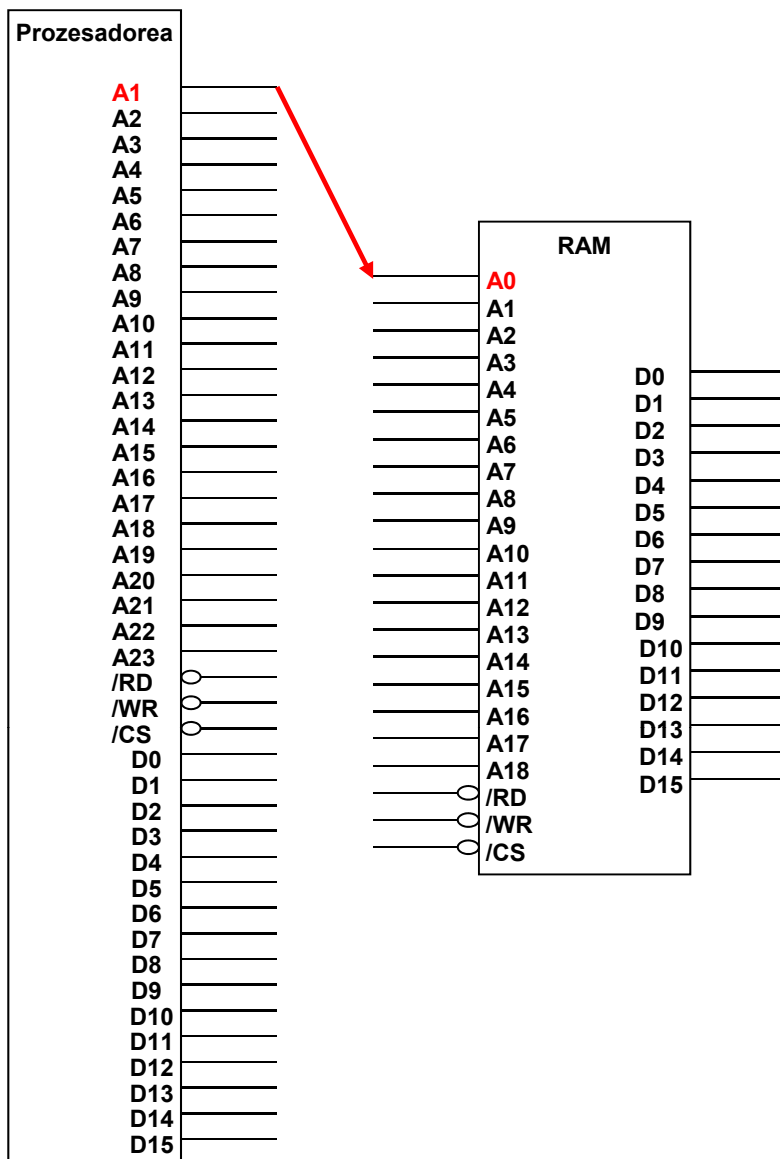 Prozesadorea
A1
A2
A3
A4
A5
A6
A7
A8
A9
A10
A11
A12
A13
A14
A15
A16
A17
A18
A19
A20
A21
A22
A23
/RD
/WR
/CS
D0
D1
D2
D3
D4
D5
D6
D7
D8
D9
D10
D11
D12
D13
D14
D15
RAM
A0
A1
A2
A3
A4
A5
A6
A7
A8
A9
A10
A11
A12
A13
A14
A15
A16
A17
A18
/RD
/WR
/CS
D0
D1
D2
D3
D4
D5
D6
D7
D8
D9
D10
D11
D12
D13
D14
D15